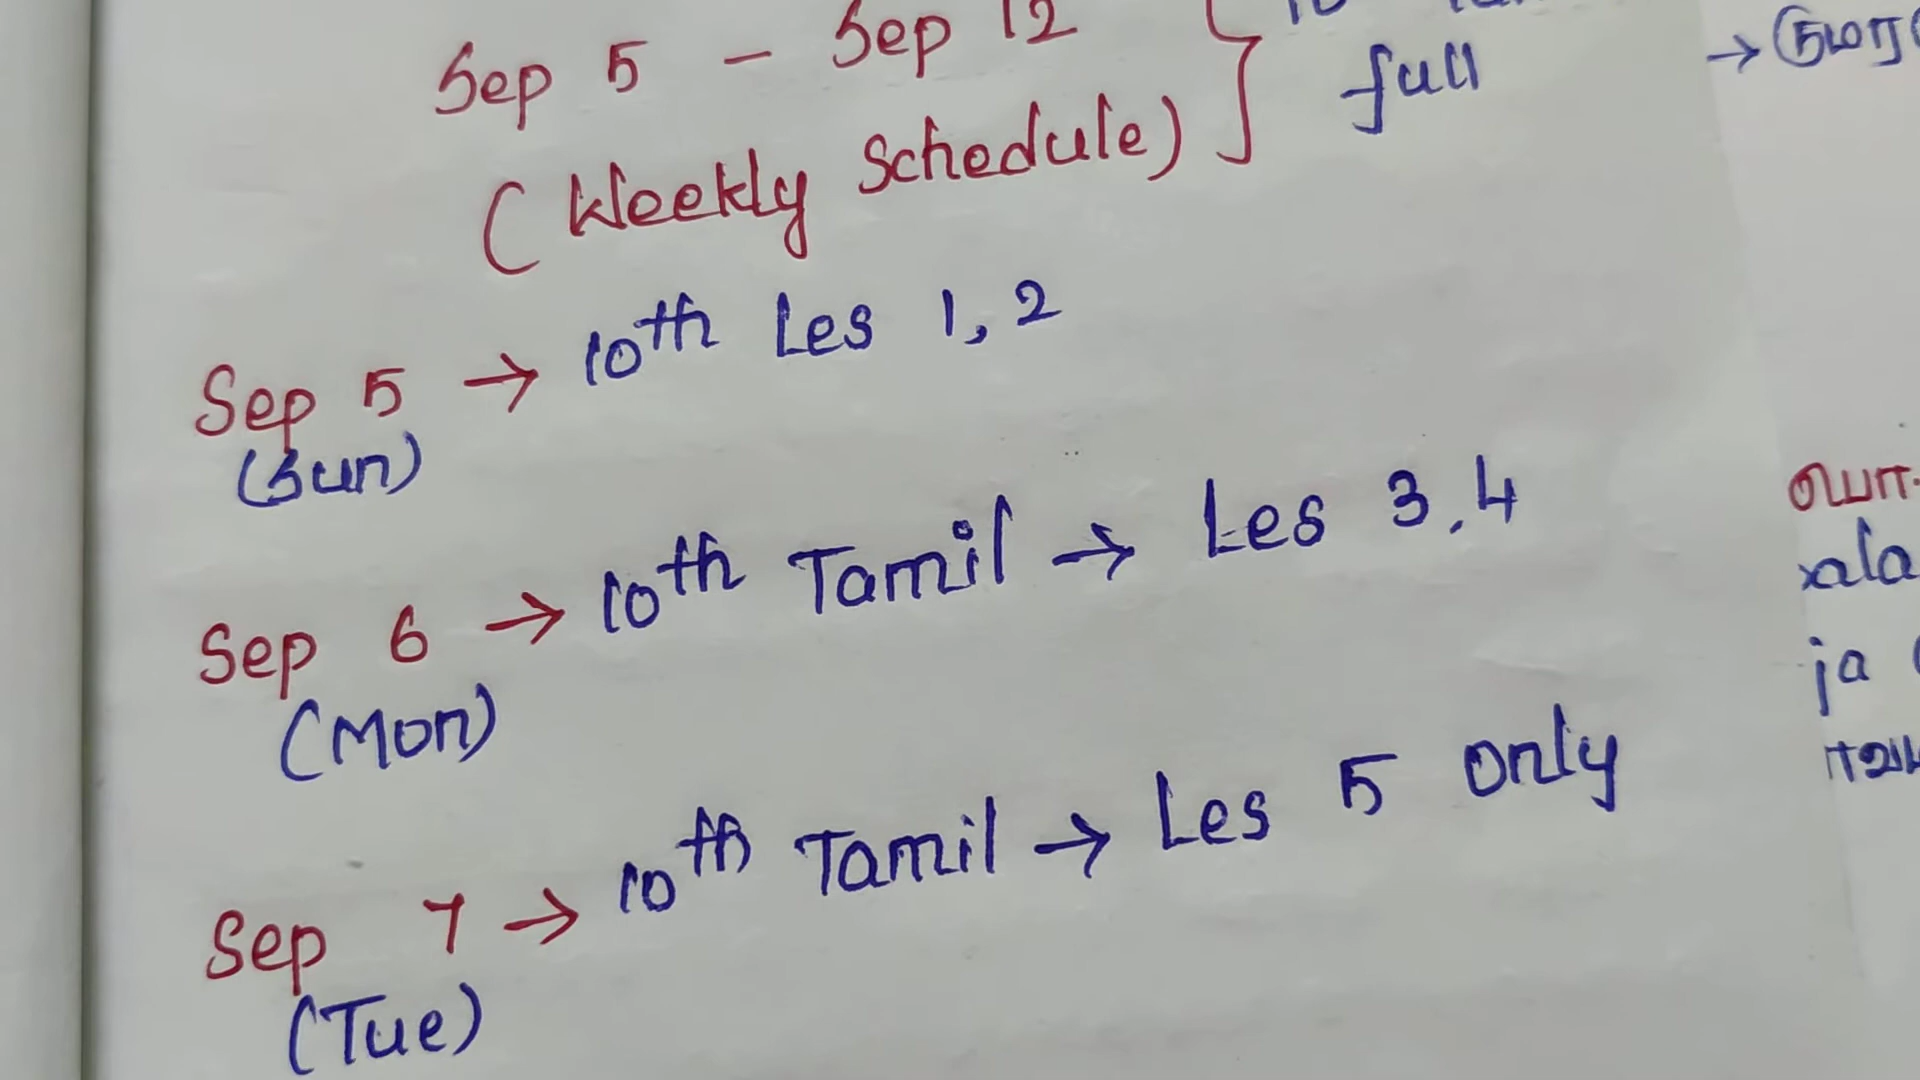 Sep 5 - Sep 12
full
(Weekly Schedule)
Sep 5 → 10th Les 1, 2
(Sun)
Sep 6 → 10th Tamil → Les 3, 4
(Mon)
Sep 7 → 10th Tamil → Les 5 only
(Tue)